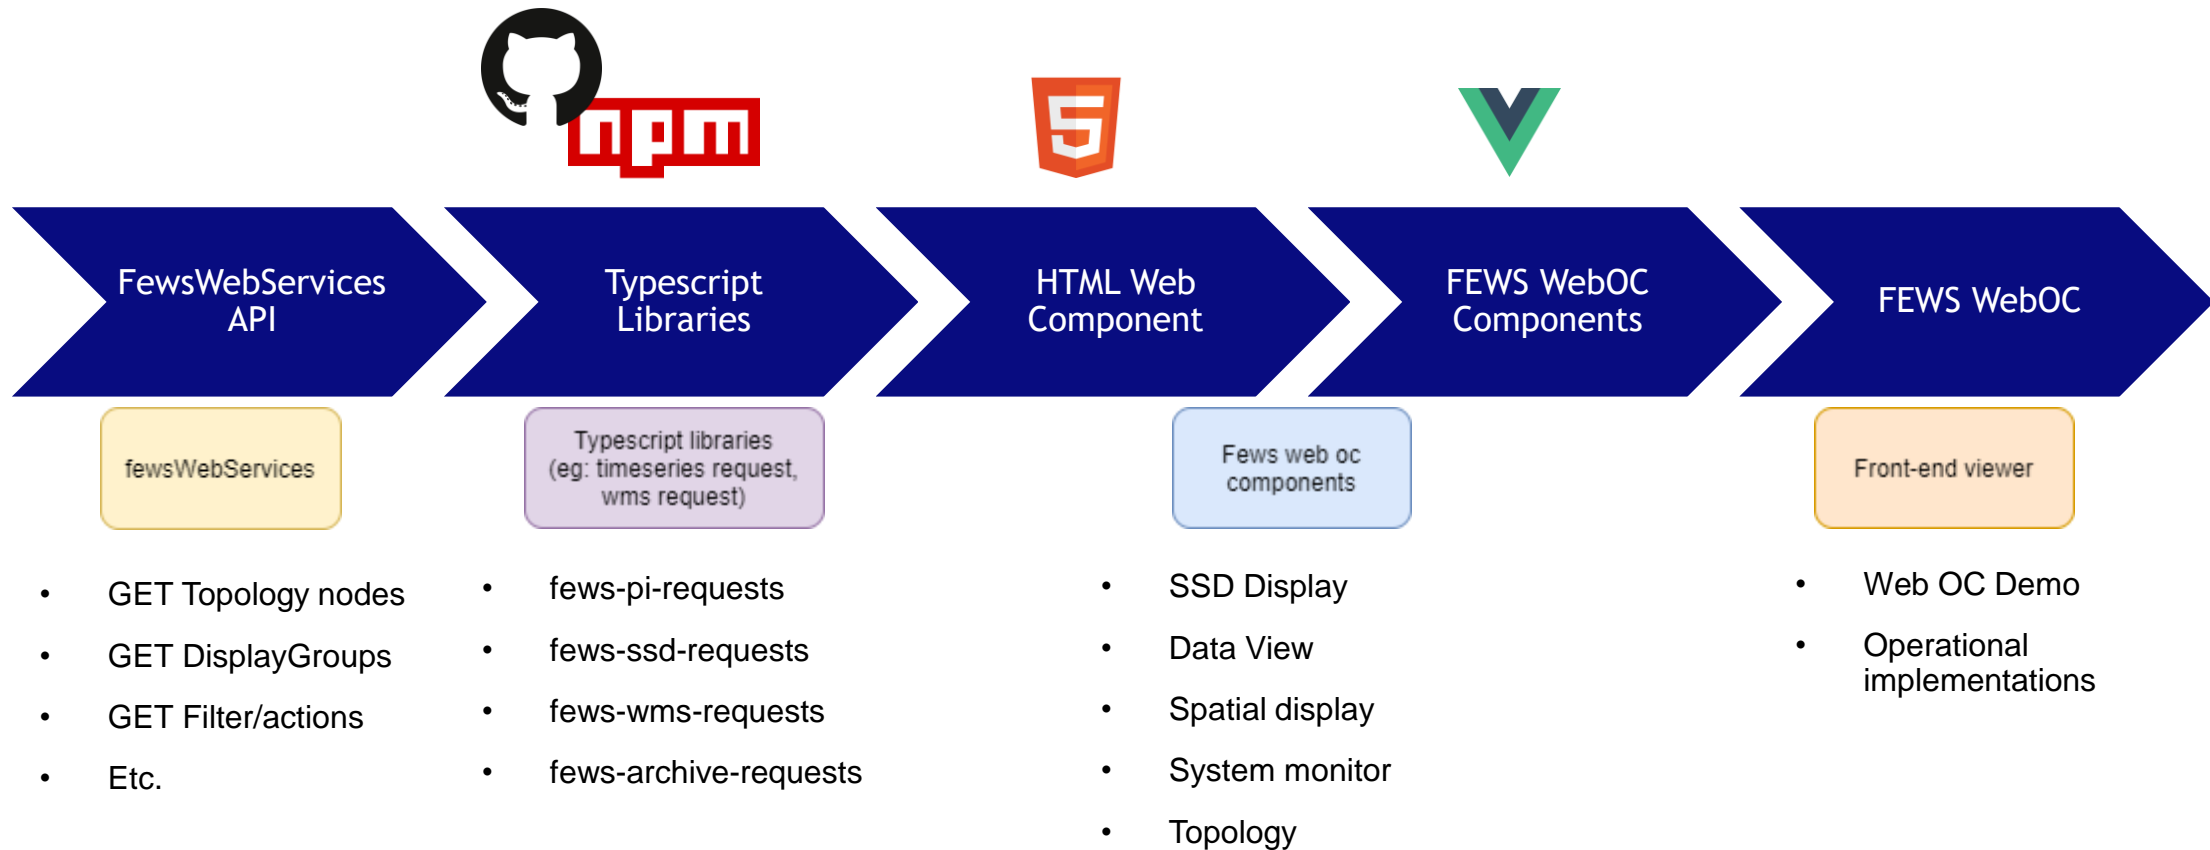 npm
5
FewsWebServices
API
Typescript
Libraries
HTML Web
Component
FEWS WebOC
Components
FEWS WebOC
fewsWebServices
Typescript libraries
(eg: timeseries request,
wms request)
Fews web oc
components
Front-end viewer
• GET Topology nodes
• GET DisplayGroups
• GET Filter/actions
• Etc.
• fews-pi-requests
• fews-ssd-requests
• fews-wms-requests
• fews-archive-requests
• SSD Display
• Data View
• Spatial display
• System monitor
• Topology
• Web OC Demo
• Operational
implementations